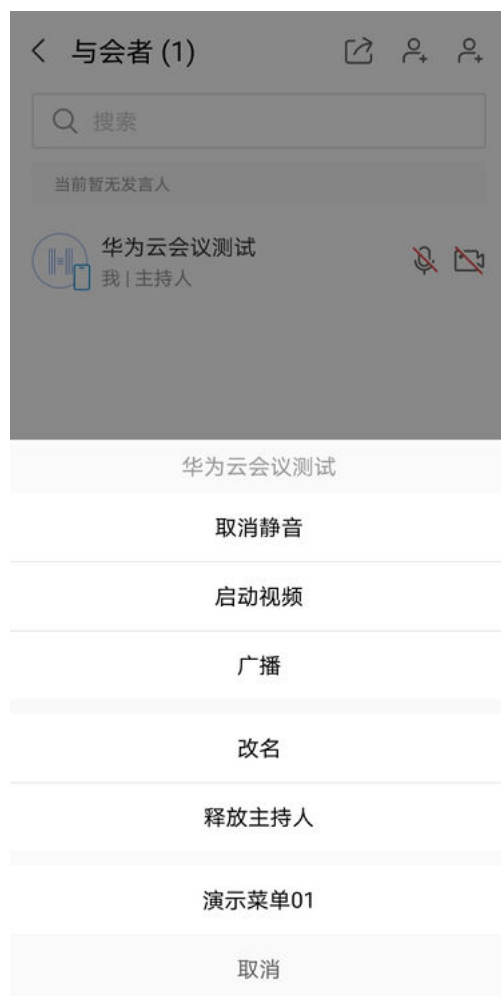 与会者 (1)
搜索
当前暂无发言人
华为云会议测试
我 | 主持人
华为云会议测试
取消静音
启动视频
广播
改名
释放主持人
演示菜单01
取消